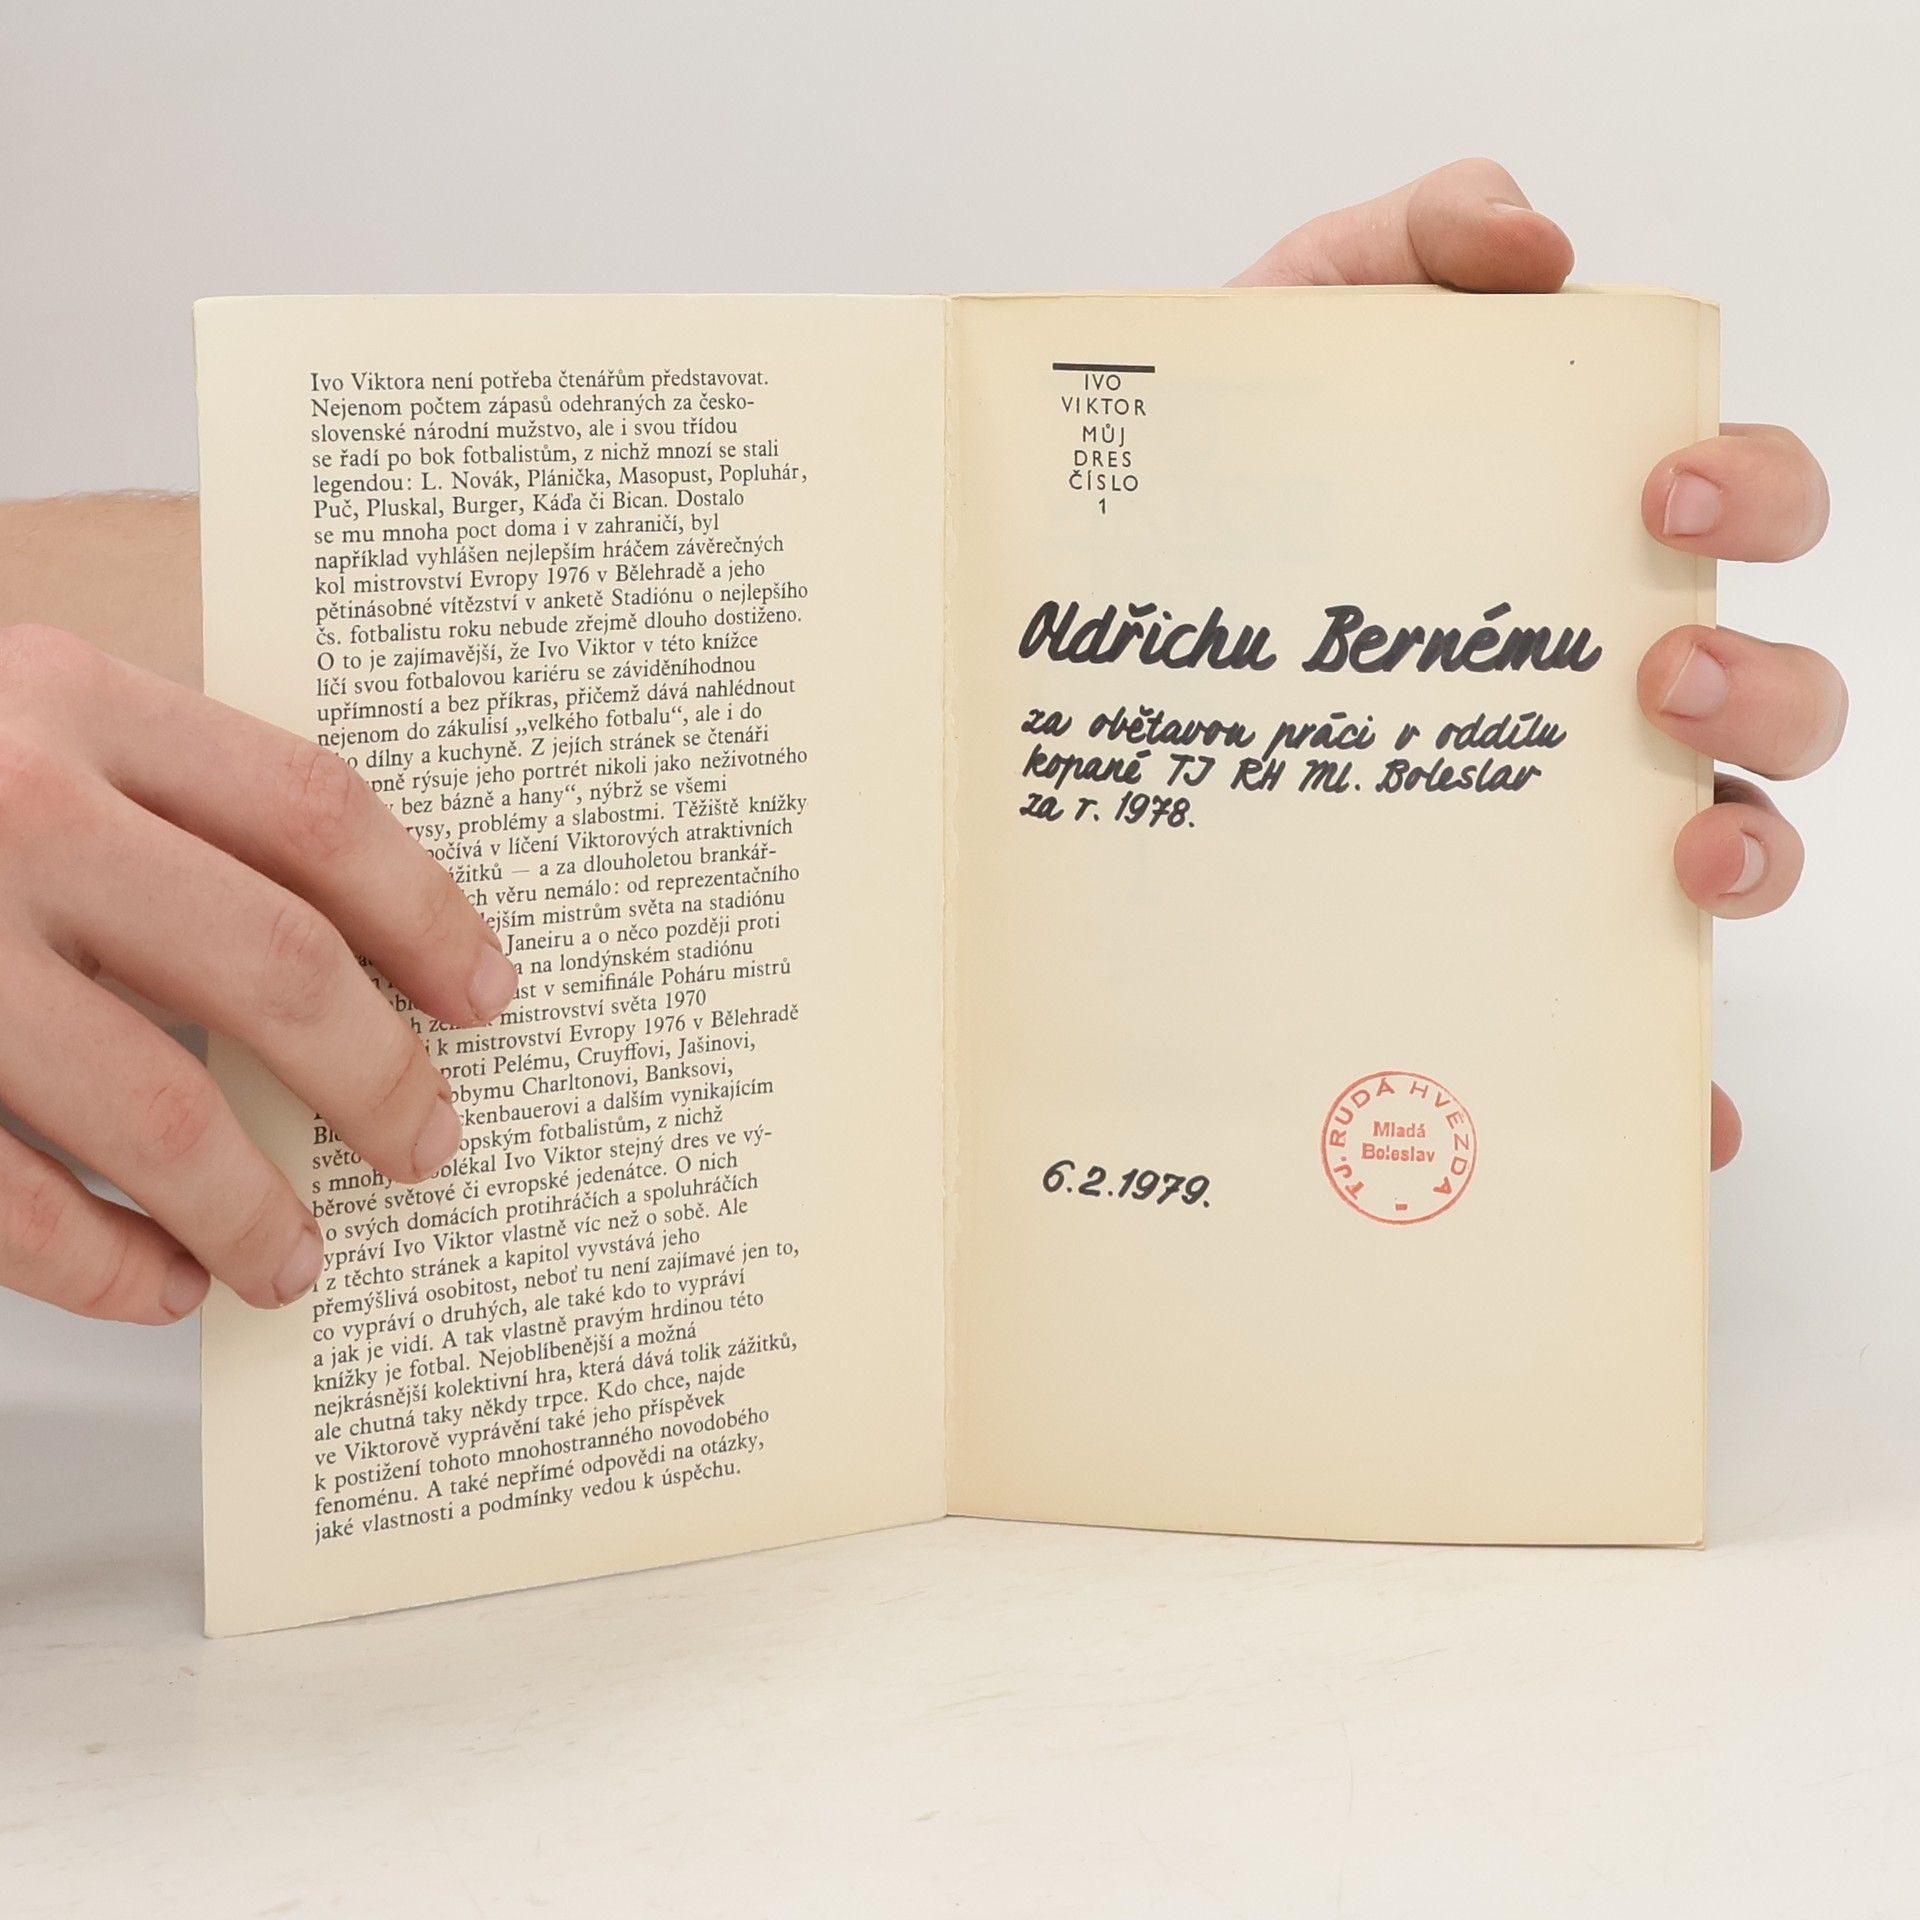 Ivo Viktora není potřeba čtenářům představovat.
Nejenom počtem zápasů odehraných za česko-
slovenské národní mužstvo, ale i svou třídou
se řadí po bok fotbalistům, z nichž mnozí se stali
legendou: L. Novák, Plánička, Masopust, Popluhár,
Puč, Pluskal, Burger, Káďa či Bican. Dostalo
se mu mnoha poct doma i v zahraničí, byl
například vyhlášen nejlepším hráčem závěrečných
kol mistrovství Evropy 1976 v Bělehradě a jeho
pětinásobné vítězství v anketě Stadiónu o nejlepšího
čs. fotbalistu roku nebude zřejmě dlouho dostiženo.
O to je zajímavější, že Ivo Viktor v této knížce
líčí svou fotbalovou kariéru se záviděníhodnou
upřímností a bez příkras, přičemž dává nahlédnout
nejenom do zákulisí „velkého fotbalu“, ale i do
dílny a kuchyně. Z jejích stránek se čtenáři
rýsuje jeho portrét nikoli jako neživotného
bez bázně a hany“, nýbrž se všemi
rysy, problémy a slabostmi. Těžiště knížky
v líčení Viktorových atraktivních
— a za dlouholetou brankář-
věru nemálo: od reprezentačního
mistrům světa na stadiónu
Janeiru a o něco později proti
na londýnském stadiónu
v semifinále Poháru mistrů
mistrovství světa 1970
k mistrovství Evropy 1976 v Bělehradě
proti Pelému, Cruyffovi, Jašinovi,
Charltonovi, Banksovi,
a dalším vynikajícím
fotbalistům, z nichž
Ivo Viktor stejný dres ve vý-
běrové světové či evropské jedenátce. O nich
o svých domácích protihráčích a spoluhráčích
Ivo Viktor vlastně víc než o sobě. Ale
z těchto stránek a kapitol vyvstává jeho
přemýšlivá osobitost, neboť tu není zajímavé jen to,
co vypráví o druhých, ale také kdo to vypráví
a jak je vidí. A tak vlastně pravým hrdinou této
knížky je fotbal. Nejoblíbenější a možná
nejkrásnější kolektivní hra, která dává tolik zážitků,
ale chutná taky někdy trpce. Kdo chce, najde
ve Viktorově vyprávění také jeho příspěvek
k postižení tohoto mnohostranného novodobého
fenoménu. A také nepřímé odpovědi na otázky,
jaké vlastnosti a podmínky vedou k úspěchu.
IVO
VIKTOR
MŮJ
DRES
ČÍSLO
1
Oldřichu Bernému
za obětavou práci v oddílu
kopané TJ RH Ml. Boleslav
za r. 1978.
6.2.1979.
TJ. RUDÁ HVĚZDA
Mladá
Boleslav